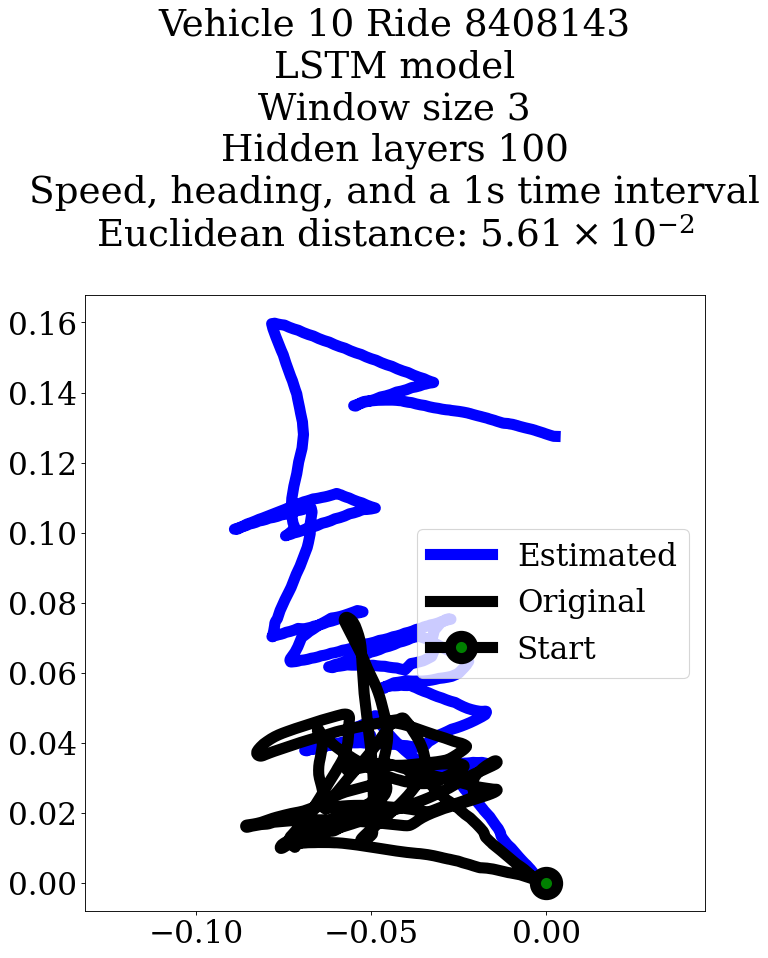 Vehicle 10 Ride 8408143
LSTM model
Window size 3
Hidden layers 100
Speed, heading, and a 1s time interval
Euclidean distance: 5.61 × 10⁻²
0.16
0.14
0.12
0.10
0.08
0.06
0.04
0.02
0.00
Estimated
Original
Start
−0.10 −0.05 0.00